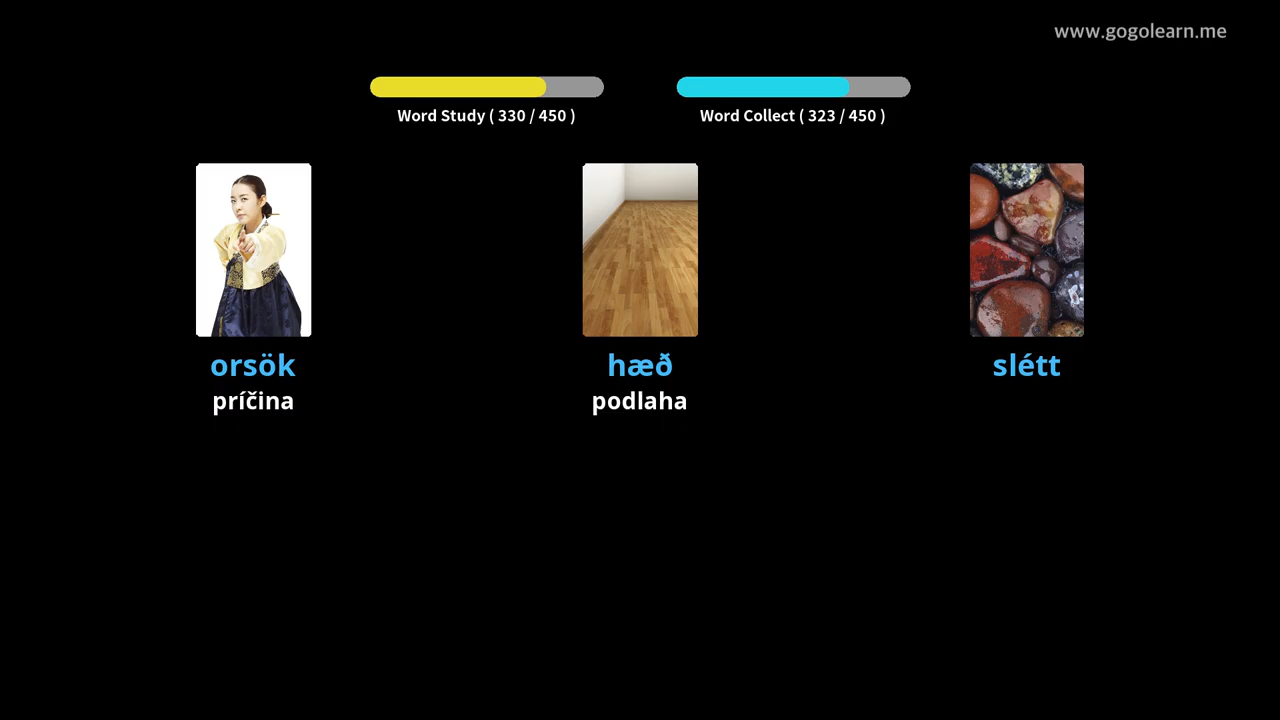 www.gogolearn.me
Word Study ( 330 / 450 )
Word Collect ( 323 / 450 )
orsök
príčina
hæð
podlaha
slétt